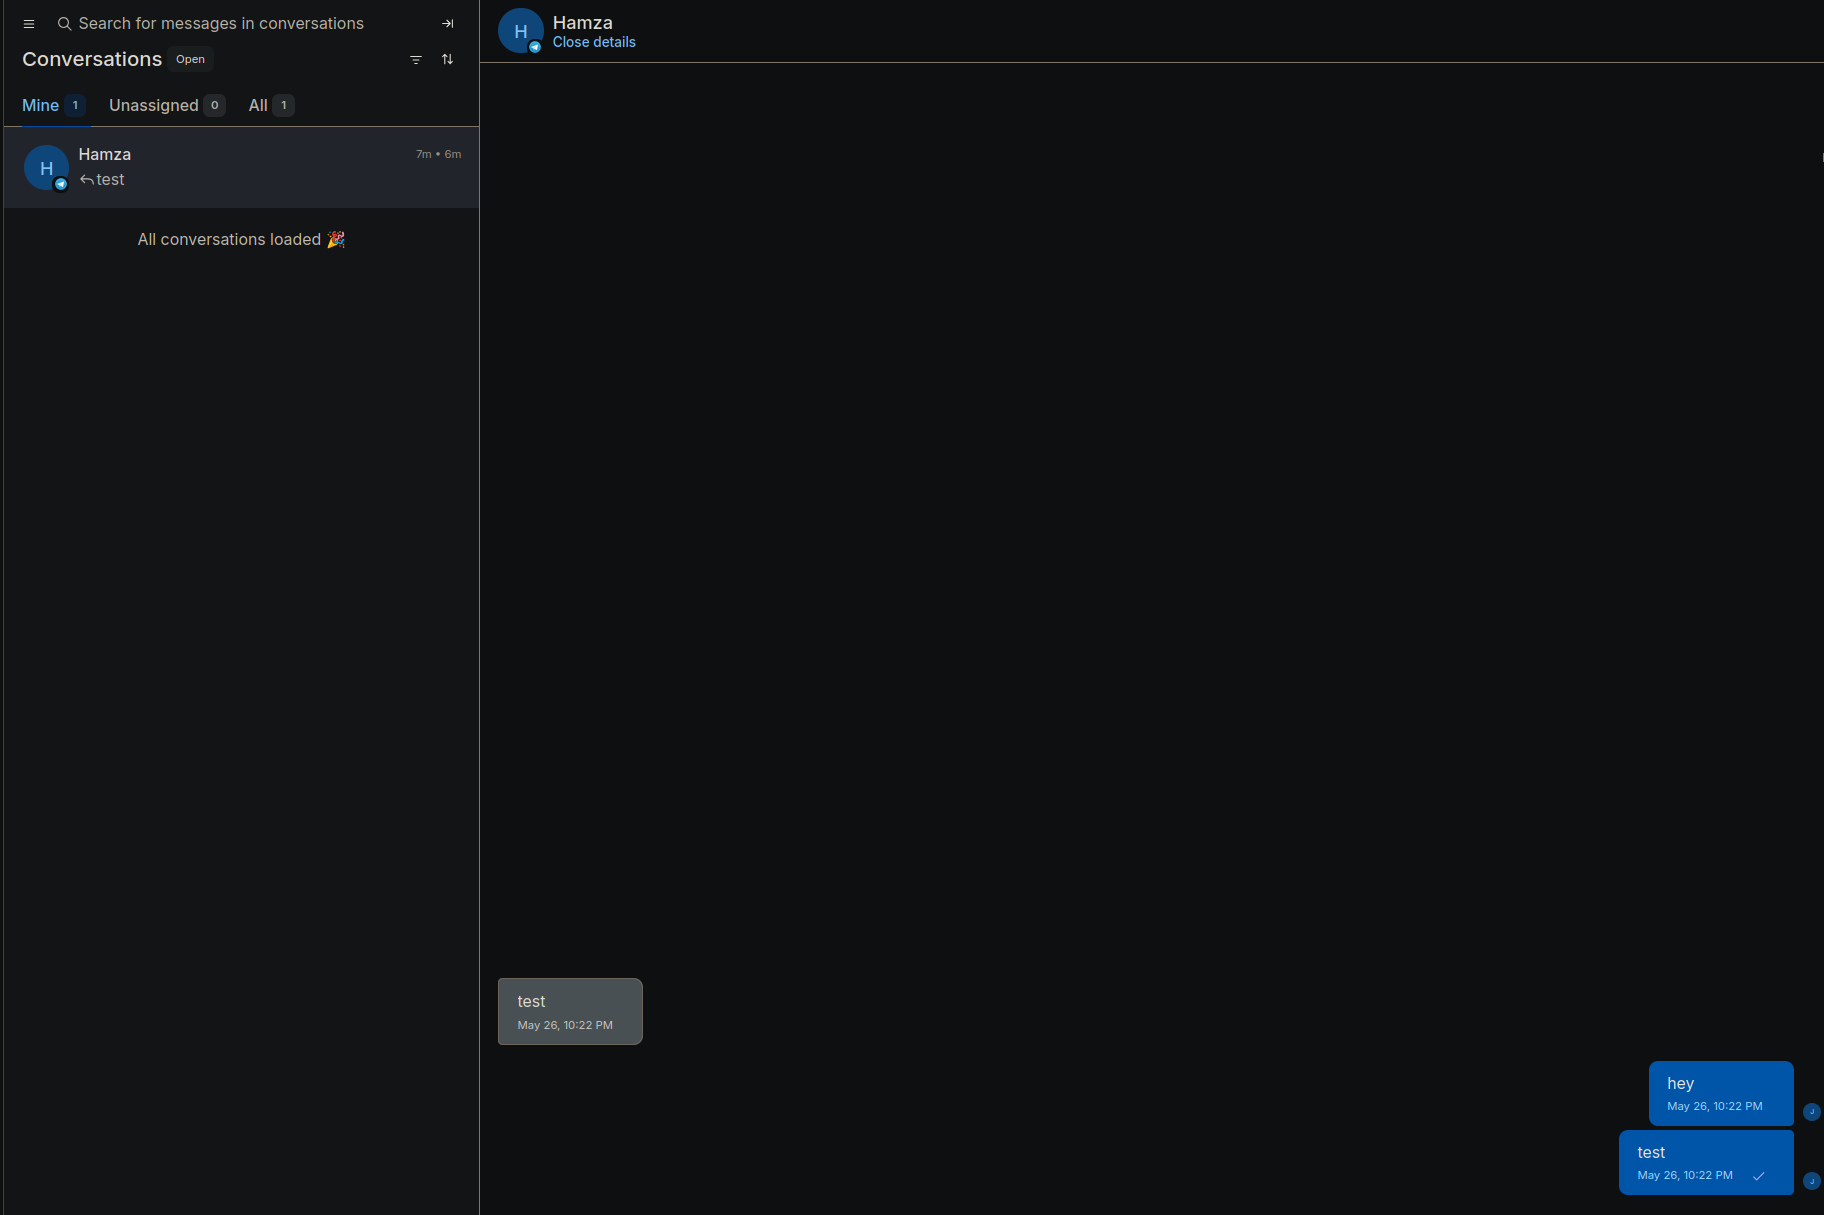 Search for messages in conversations
Conversations Open
Mine 1 Unassigned 0 All 1
H Hamza 7m • 6m
test
All conversations loaded 🎉
H Hamza
Close details
test
May 26, 10:22 PM
hey
May 26, 10:22 PM
J
test
May 26, 10:22 PM
J